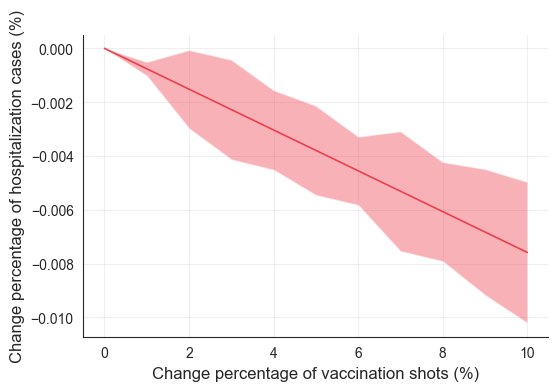 Change percentage of hospitalization cases (%)
0.000
−0.002
−0.004
−0.006
−0.008
−0.010
0 2 4 6 8 10
Change percentage of vaccination shots (%)